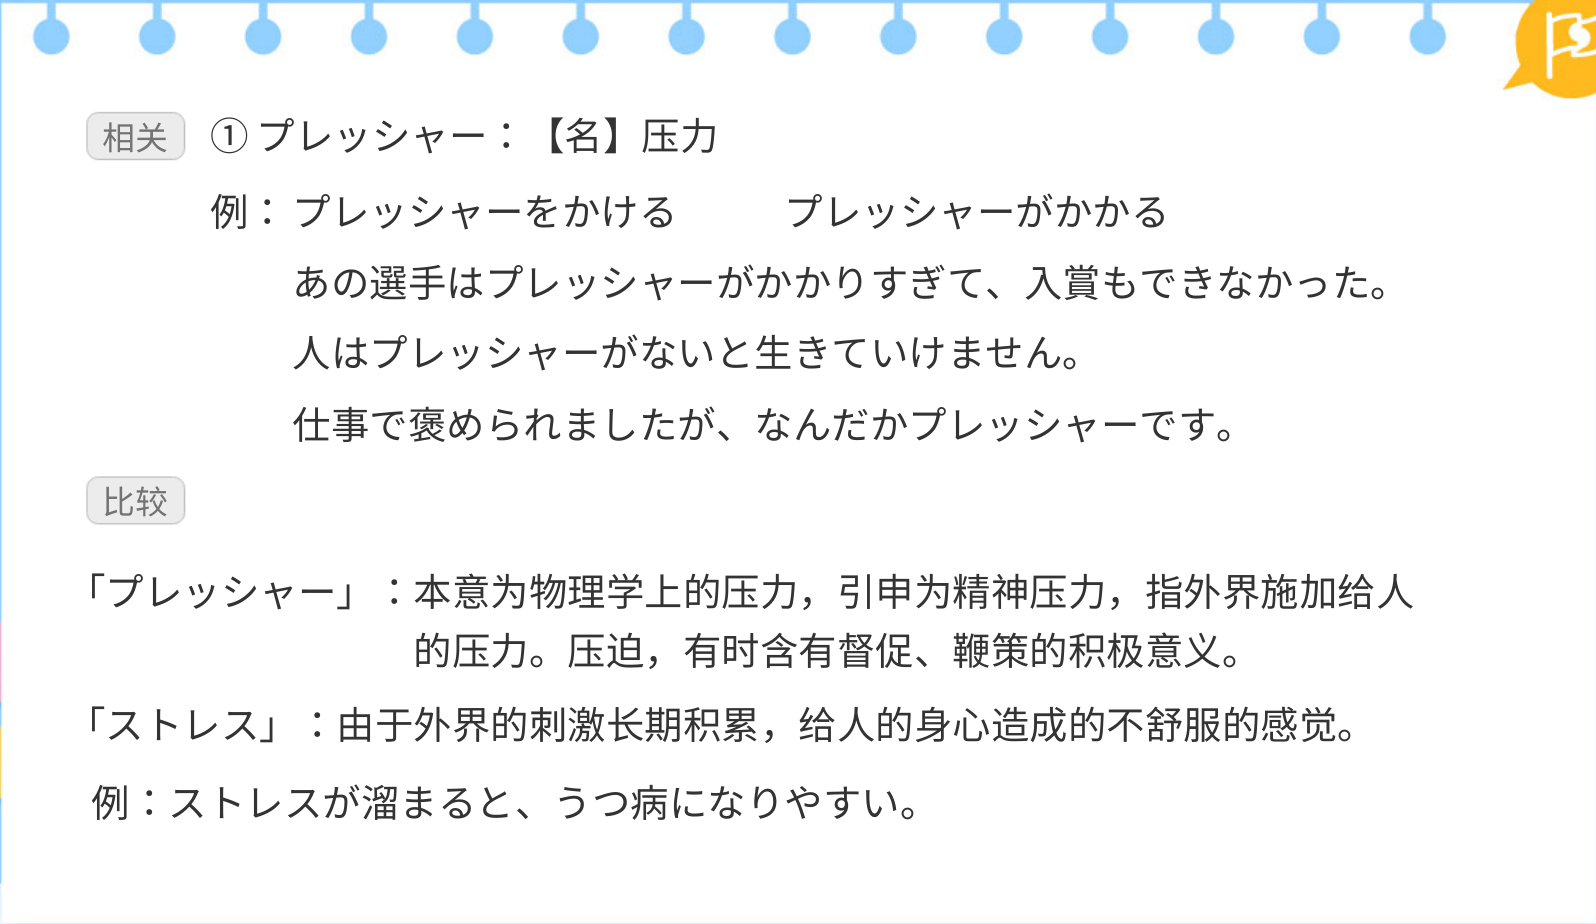 相关 ① プレッシャー：【名】压力
例：プレッシャーをかける プレッシャーがかかる
あの選手はプレッシャーがかかりすぎて、入賞もできなかった。
人はプレッシャーがないと生きていけません。
仕事で褒められましたが、なんだかプレッシャーです。
比较
「プレッシャー」：本意为物理学上的压力，引申为精神压力，指外界施加给人
的压力。压迫，有时含有督促、鞭策的积极意义。
「ストレス」：由于外界的刺激长期积累，给人的身心造成的不舒服的感觉。
例：ストレスが溜まると、うつ病になりやすい。